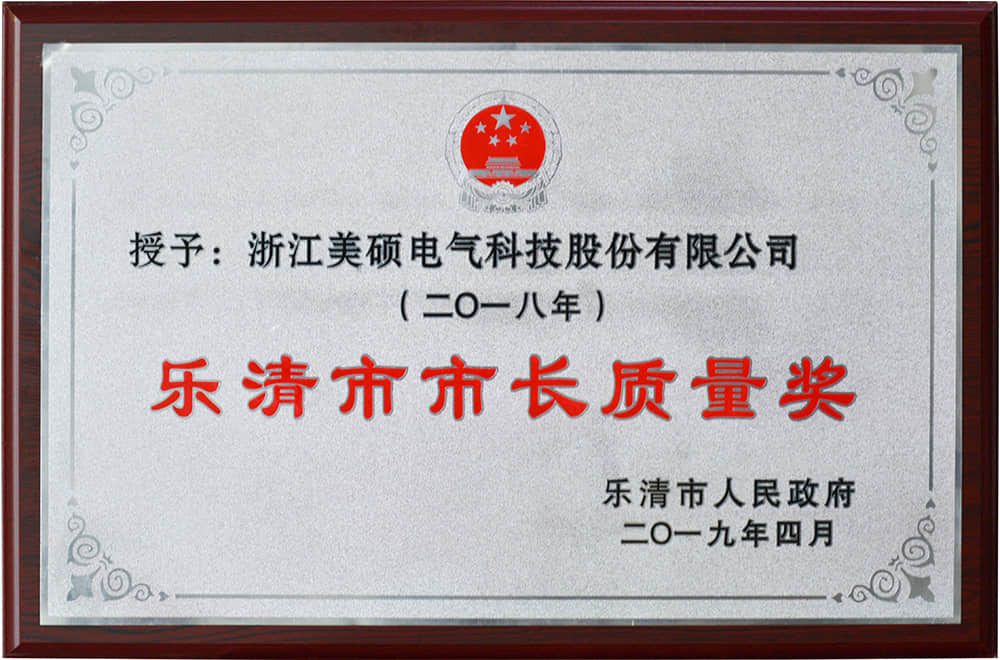 授予：浙江美硕电气科技股份有限公司
（二〇一八年）
乐清市市长质量奖
乐清市人民政府
二〇一九年四月